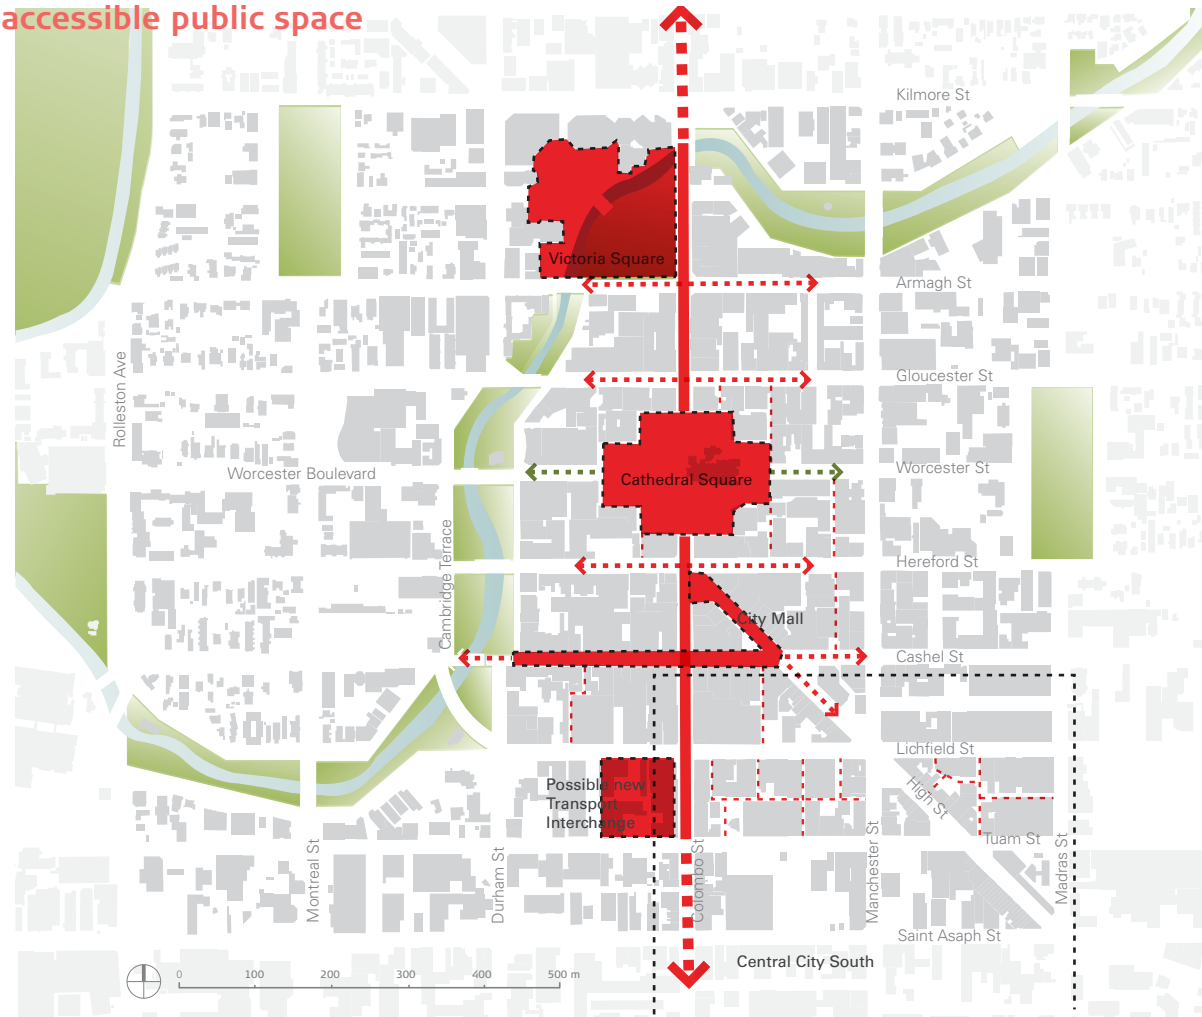 accessible public space
Kilmore St
Victoria Square
Armagh St
Rolleston Ave
Gloucester St
Worcester Boulevard
Cathedral Square
Worcester St
Cambridge Terrace
Hereford St
City Mall
Cashel St
Lichfield St
Possible new
Transport
Interchange
High St
Tuam St
Montreal St
Durham St
Colombo St
Manchester St
Madras St
Saint Asaph St
Central City South
0 100 200 300 400 500 m